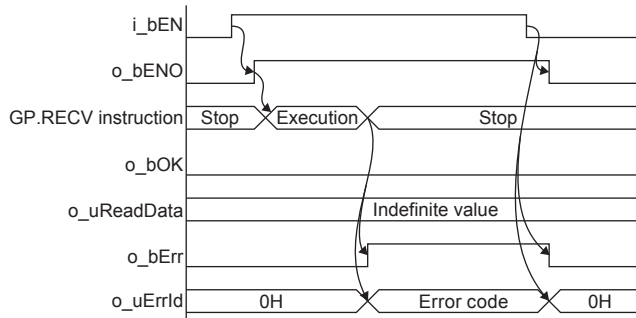 i_bEN
o_bENO
GP.RECV instruction Stop Execution Stop
o_bOK
o_uReadData Indefinite value
o_bErr
o_uErrId 0H Error code 0H